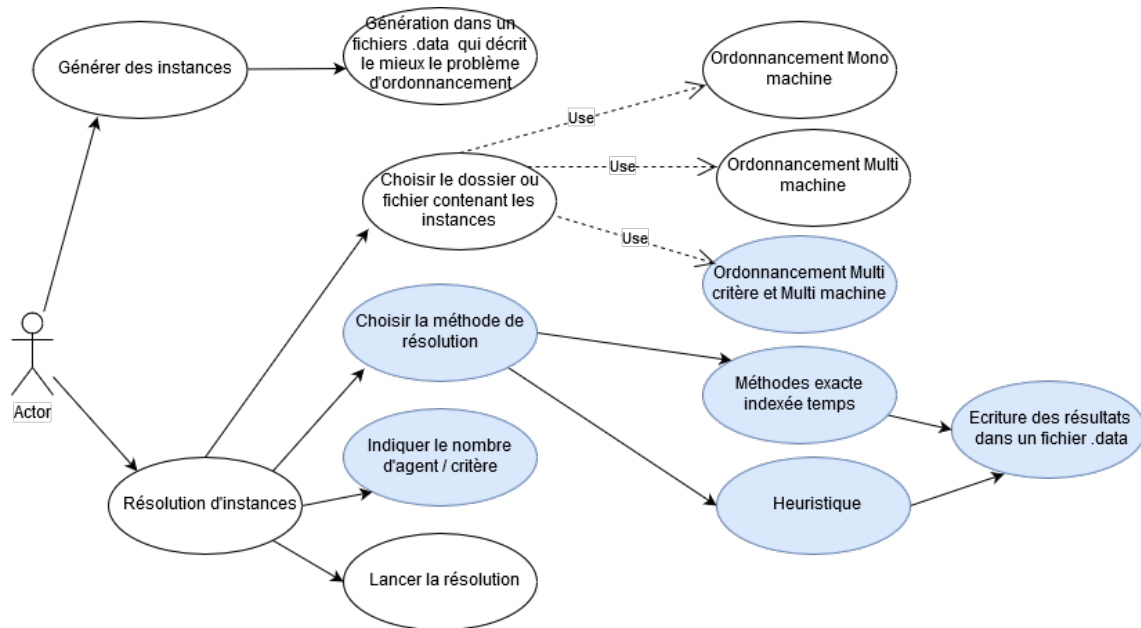 Générer des instances
Génération dans un
fichiers .data qui décrit
le mieux le problème
d'ordonnancement
Ordonnancement Mono
machine
Use
Use
Ordonnancement Multi
machine
Choisir le dossier ou
fichier contenant les
instances
Use
Ordonnancement Multi
critère et Multi machine
Choisir la méthode de
résolution
Actor
Méthodes exacte
indexée temps
Ecriture des résultats
dans un fichier .data
Indiquer le nombre
d'agent / critère
Résolution d'instances
Heuristique
Lancer la résolution